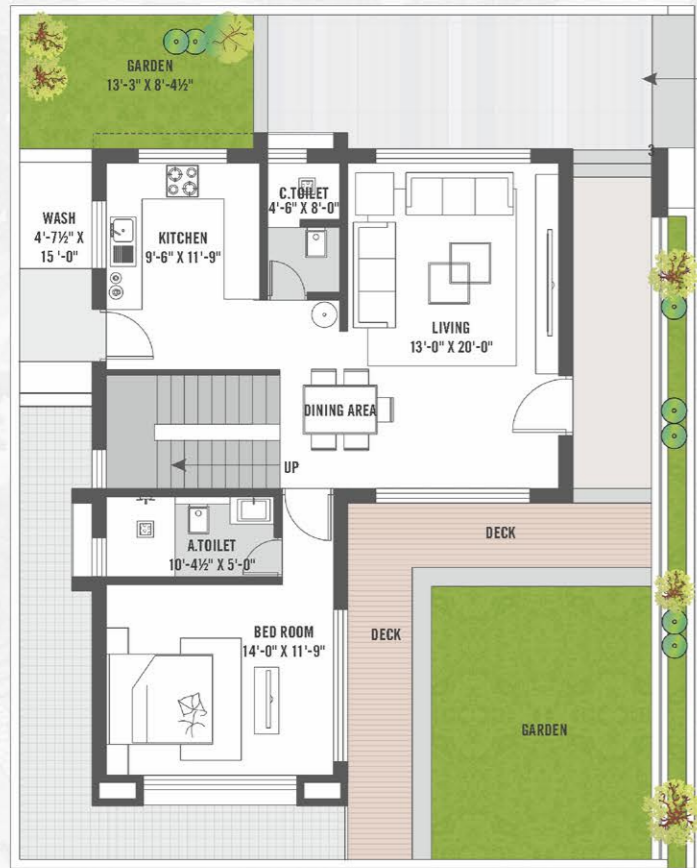 GARDEN
13'-3" X 8'-4½"
WASH
4'-7½" X
15 '-0"
KITCHEN
9'-6" X 11'-9"
C.TOILET
4'-6" X 8'-0"
3
LIVING
13'-0" X 20'-0"
DINING AREA
UP
A.TOILET
10'-4½" X 5'-0"
DECK
BED ROOM
14'-0" X 11'-9"
DECK
GARDEN